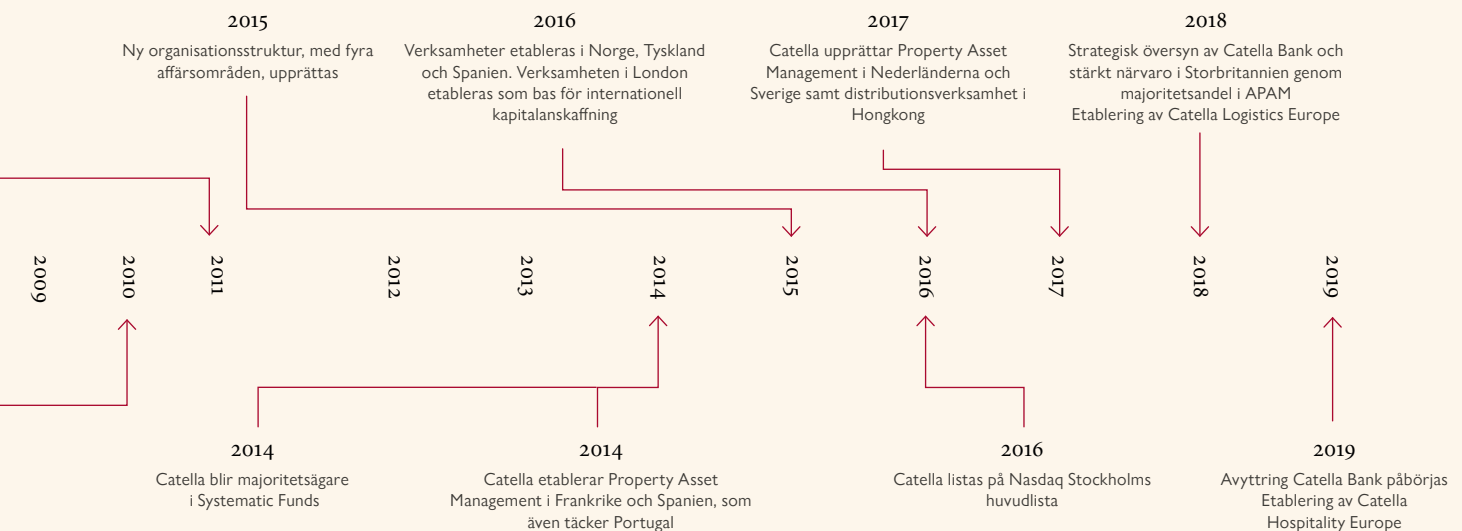 2015
Ny organisationsstruktur, med fyra
affärsområden, upprättas
2016
Verksamheter etableras i Norge, Tyskland
och Spanien. Verksamheten i London
etableras som bas för internationell
kapitalanskaffning
2017
Catella upprättar Property Asset
Management i Nederländerna och
Sverige samt distributionsverksamhet i
Hongkong
2018
Strategisk översyn av Catella Bank och
stärkt närvaro i Storbritannien genom
majoritetsandel i APAM
Etablering av Catella Logistics Europe
2009
2010
2011
2012
2013
2014
2015
2016
2017
2018
2019
2014
Catella blir majoritetsägare
i Systematic Funds
2014
Catella etablerar Property Asset
Management i Frankrike och Spanien, som
även täcker Portugal
2016
Catella listas på Nasdaq Stockholms
huvudlista
2019
Avyttring Catella Bank påbörjas
Etablering av Catella
Hospitality Europe